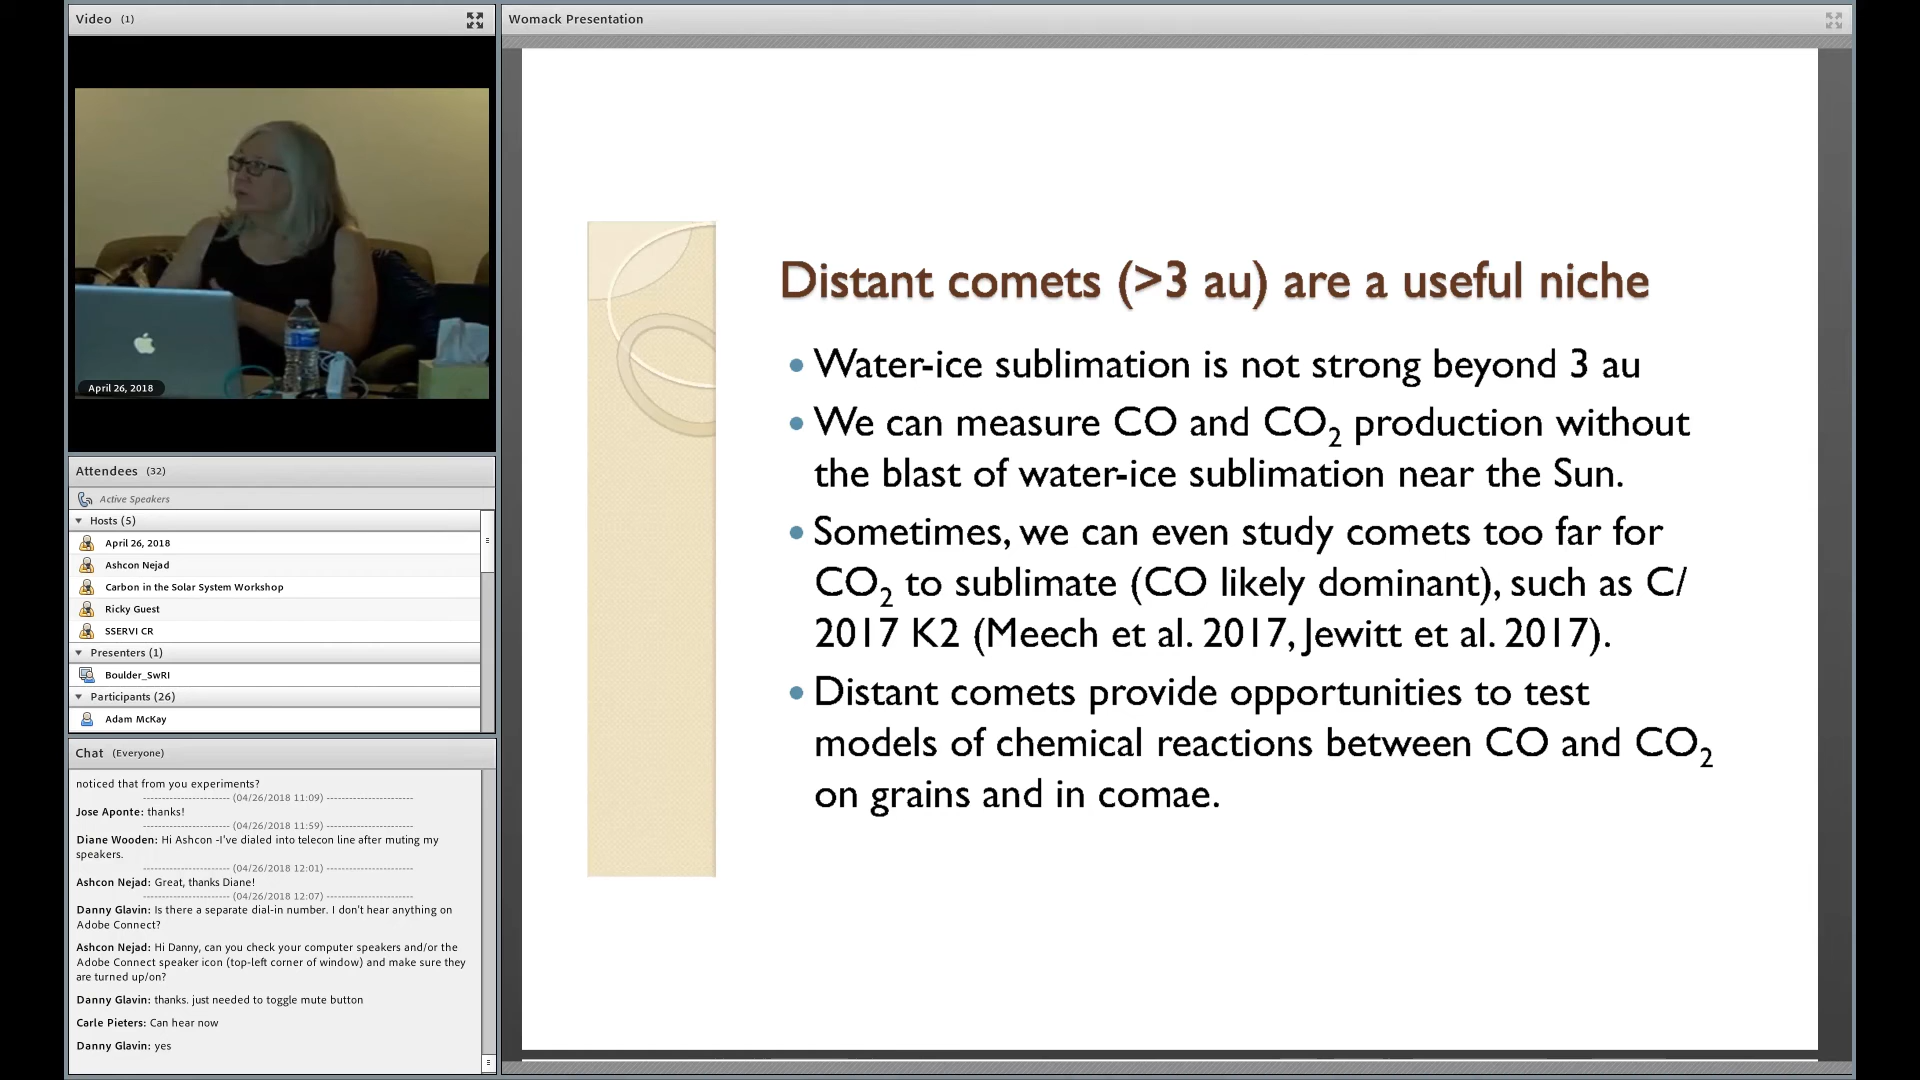 Video (1)
April 26, 2018
Attendees (32)
Active Speakers
Hosts (5)
April 26, 2018
Ashcon Nejad
Carbon in the Solar System Workshop
Ricky Guest
SSERVI CR
Presenters (1)
Boulder_SwRI
Participants (26)
Adam McKay
Chat (Everyone)
noticed that from you experiments?
----------------------- (04/26/2018 11:09) -----------------------
Jose Aponte: thanks!
----------------------- (04/26/2018 11:59) -----------------------
Diane Wooden: Hi Ashcon -I've dialed into telecon line after muting my
speakers.
----------------------- (04/26/2018 12:01) -----------------------
Ashcon Nejad: Great, thanks Diane!
----------------------- (04/26/2018 12:07) -----------------------
Danny Glavin: Is there a separate dial-in number. I don't hear anything on
Adobe Connect?
Ashcon Nejad: Hi Danny, can you check your computer speakers and/or the
Adobe Connect speaker icon (top-left corner of window) and make sure they
are turned up/on?
Danny Glavin: thanks. just needed to toggle mute button
Carle Pieters: Can hear now
Danny Glavin: yes
Womack Presentation
Distant comets (>3 au) are a useful niche
• Water-ice sublimation is not strong beyond 3 au
• We can measure CO and CO₂ production without
the blast of water-ice sublimation near the Sun.
• Sometimes, we can even study comets too far for
CO₂ to sublimate (CO likely dominant), such as C/
2017 K2 (Meech et al. 2017, Jewitt et al. 2017).
• Distant comets provide opportunities to test
models of chemical reactions between CO and CO₂
on grains and in comae.